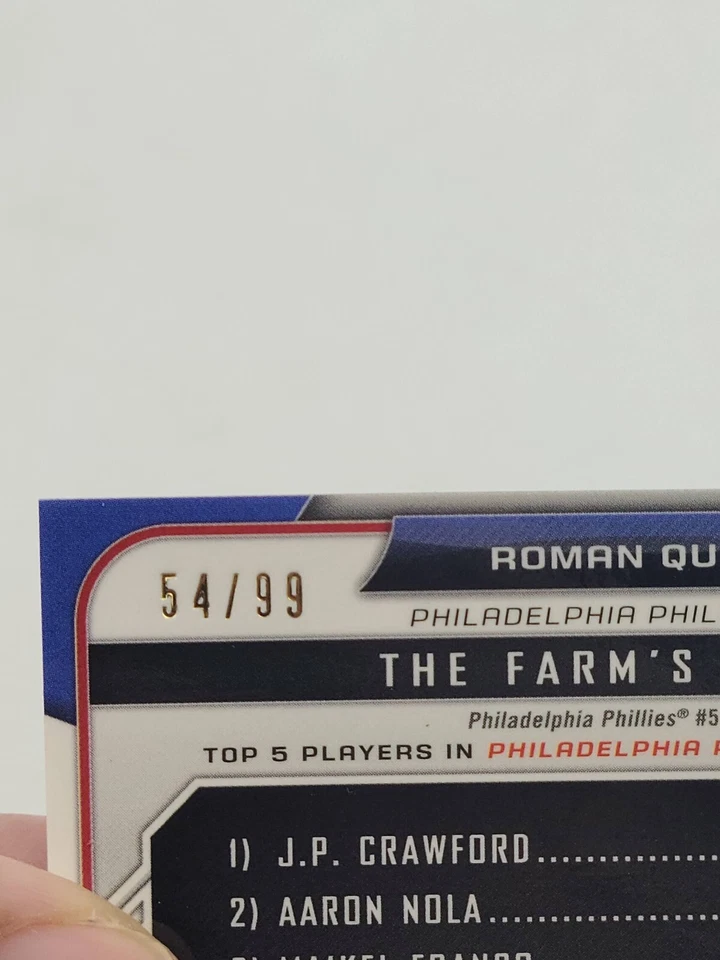 54/99
ROMAN QU
PHILADELPHIA PHIL
THE FARM'S
Philadelphia Phillies® #5
TOP 5 PLAYERS IN PHILADELPHIA
1) J.P. CRAWFORD................
2) AARON NOLA....................